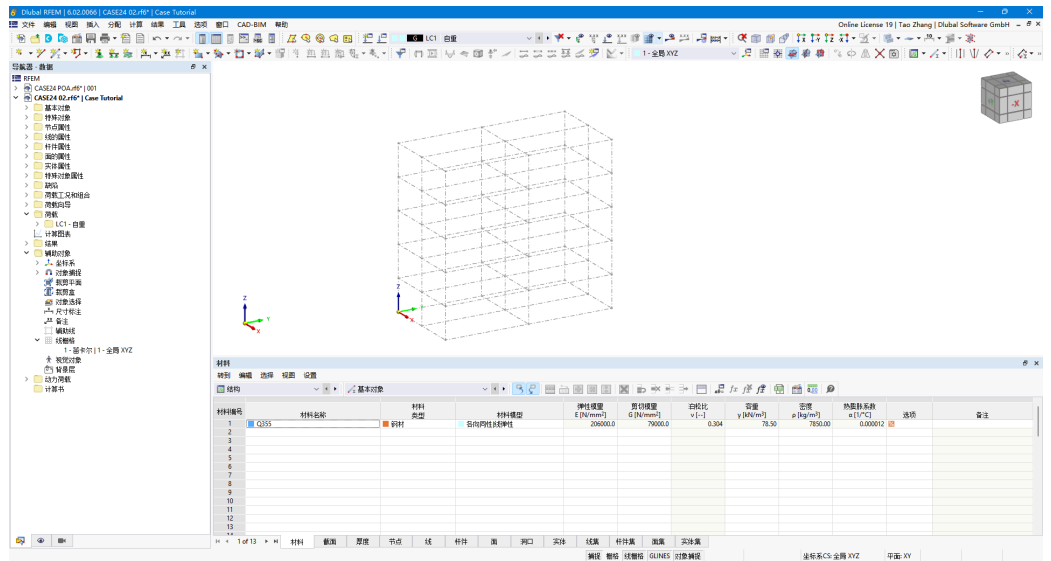 Dlubal RFEM | 6.02.0066 | CASE24 02.rf6* | Case Tutorial
文件 编辑 视图 插入 分配 计算 结果 工具 选项 窗口 CAD-BIM 帮助
Online License 19 | Tao Zhang | Dlubal Software GmbH
G LC1 自重
1 - 全局 XYZ
导航器 - 数据
RFEM
CASE24 POA.rf6* | 001
CASE24 02.rf6* | Case Tutorial
基本对象
特殊对象
节点属性
线的属性
杆件属性
面的属性
实体属性
特殊对象属性
缺陷
荷载工况和组合
荷载向导
荷载
LC1 - 自重
计算图表
结果
辅助对象
坐标系
对象捕捉
裁剪平面
裁剪盒
对象选择
尺寸标注
备注
辅助线
线栅格
1 - 笛卡尔 | 1 - 全局 XYZ
视觉对象
背景层
动力荷载
计算书
-X
Z
Y
X
Z
X
材料
转到 编辑 选择 视图 设置
结构
基本对象
材料编号 材料名称 材料类型 材料模型 弹性模量 E [N/mm²] 剪切模量 G [N/mm²] 泊松比 ν [--] 容重 γ [kN/m³] 密度 ρ [kg/m³] 热膨胀系数 α [1/°C] 选项 备注
1 Q355 钢材 各向同性|线弹性 206000.0 79000.0 0.304 78.50 7850.00 0.000012
2
3
4
5
6
7
8
9
10
11
12
13
1 of 13 材料 截面 厚度 节点 线 杆件 面 洞口 实体 线集 杆件集 面集 实体集
捕捉 栅格 线栅格 GLINES 对象捕捉 坐标系CS: 全局 XYZ 平面: XY